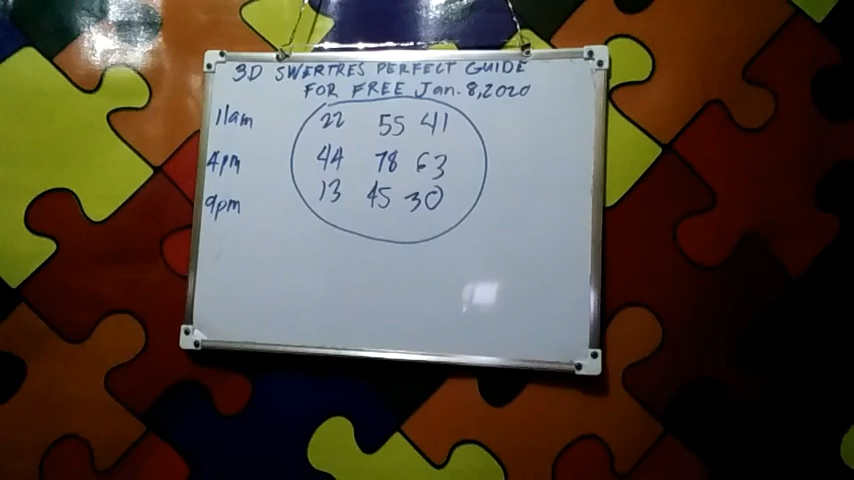 3D SWERTRES PERFECT GUIDE
FOR FREE Jan. 8, 2020
11am 22 55 41
4pm 44 78 63
9pm 13 45 30